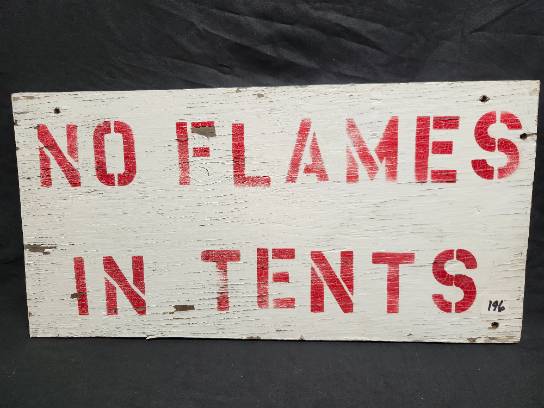 NO FLAMES
IN TENTS
196